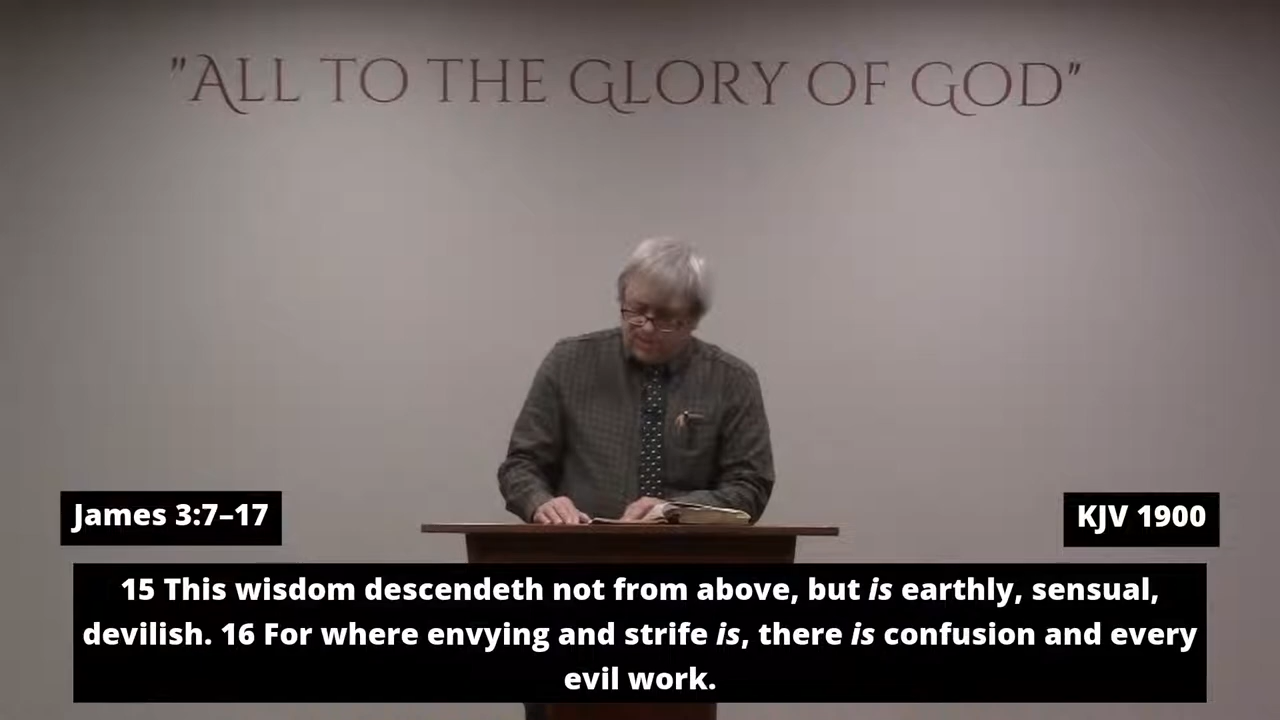 "ALL TO THE GLORY OF GOD"
James 3:7–17
KJV 1900
15 This wisdom descendeth not from above, but is earthly, sensual,
devilish. 16 For where envying and strife is, there is confusion and every
evil work.